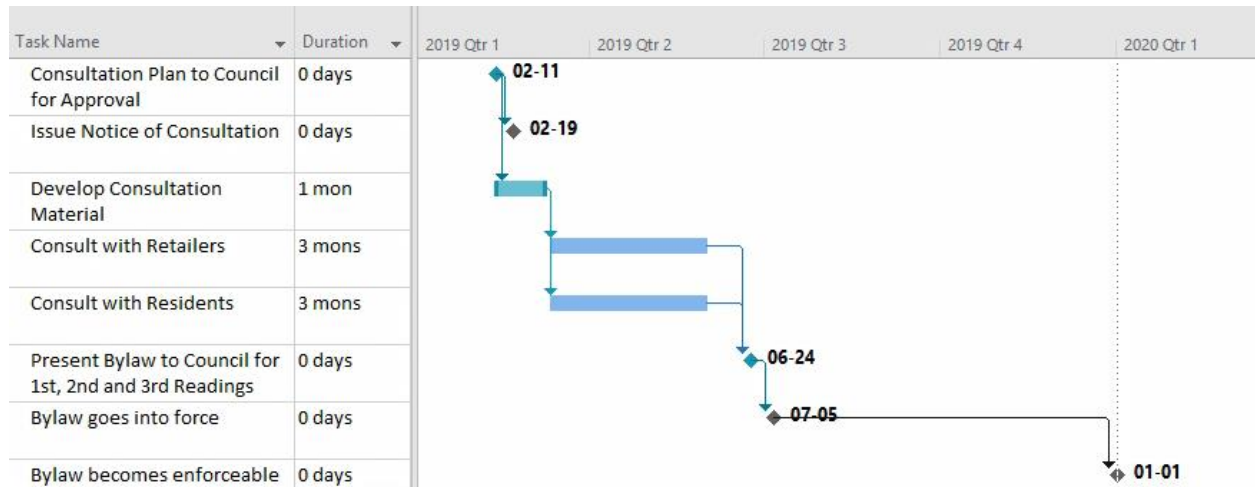 Task Name Duration 2019 Qtr 1 2019 Qtr 2 2019 Qtr 3 2019 Qtr 4 2020 Qtr 1
Consultation Plan to Council 0 days 02-11
for Approval
Issue Notice of Consultation 0 days 02-19
Develop Consultation 1 mon
Material
Consult with Retailers 3 mons
Consult with Residents 3 mons
Present Bylaw to Council for 0 days 06-24
1st, 2nd and 3rd Readings
Bylaw goes into force 0 days 07-05
Bylaw becomes enforceable 0 days 01-01